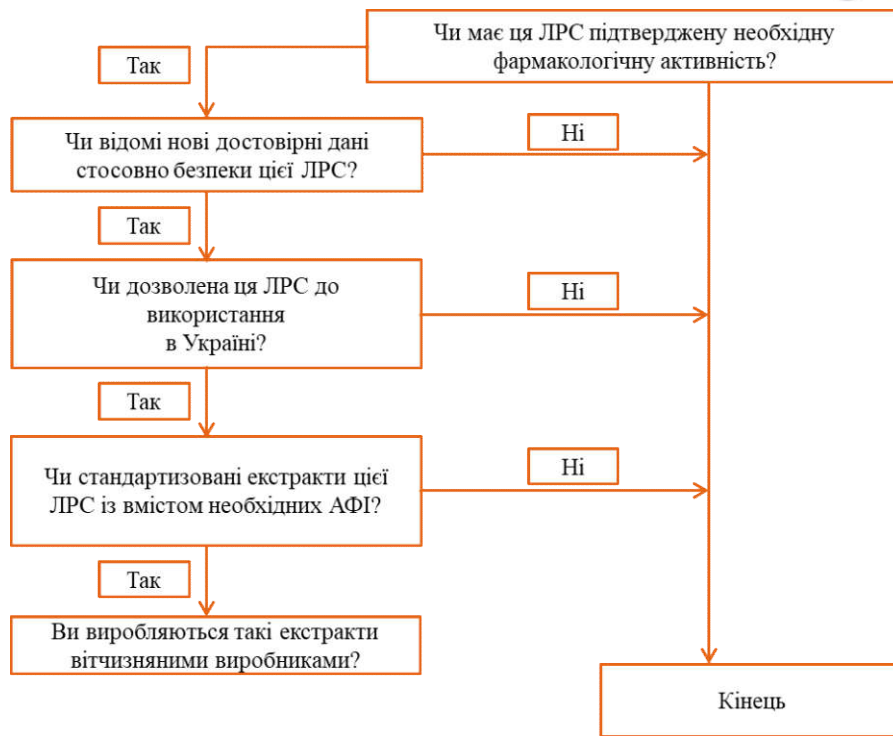 Чи має ця ЛРС підтверджену необхідну
фармакологічну активність?
Так
Чи відомі нові достовірні дані
стосовно безпеки цієї ЛРС?
Ні
Так
Чи дозволена ця ЛРС до
використання
в Україні?
Ні
Так
Чи стандартизовані екстракти цієї
ЛРС із вмістом необхідних АФІ?
Ні
Так
Ви виробляються такі екстракти
вітчизняними виробниками?
Кінець